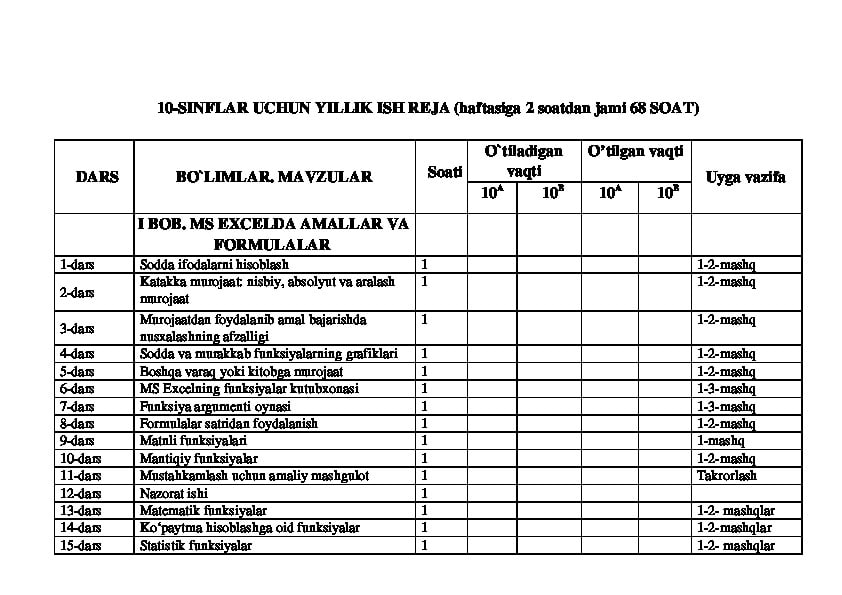 10-SINFLAR UCHUN YILLIK ISH REJA (haftasiga 2 soatdan jami 68 SOAT)
DARS BO`LIMLAR, MAVZULAR Soati O`tiladigan vaqti O’tilgan vaqti Uyga vazifa
10A 10B 10A 10B
I BOB. MS EXCELDA AMALLAR VA
FORMULALAR
1-dars Sodda ifodalarni hisoblash 1 1-2-mashq
2-dars Katakka murojaat: nisbiy, absolyut va aralash 1 1-2-mashq
murojaat
3-dars Murojaatdan foydalanib amal bajarishda 1 1-2-mashq
nusxalashning afzalligi
4-dars Sodda va murakkab funksiyalarning grafiklari 1 1-2-mashq
5-dars Boshqa varaq yoki kitobga murojaat 1 1-2-mashq
6-dars MS Excelning funksiyalar kutubxonasi 1 1-3-mashq
7-dars Funksiya argumenti oynasi 1 1-3-mashq
8-dars Formulalar satridan foydalanish 1 1-2-mashq
9-dars Matnli funksiyalari 1 1-mashq
10-dars Mantiqiy funksiyalar 1 1-2-mashq
11-dars Mustahkamlash uchun amaliy mashgulot 1 Takrorlash
12-dars Nazorat ishi 1
13-dars Matematik funksiyalar 1 1-2- mashqlar
14-dars Ko‘paytma hisoblashga oid funksiyalar 1 1-2-mashqlar
15-dars Statistik funksiyalar 1 1-2- mashqlar